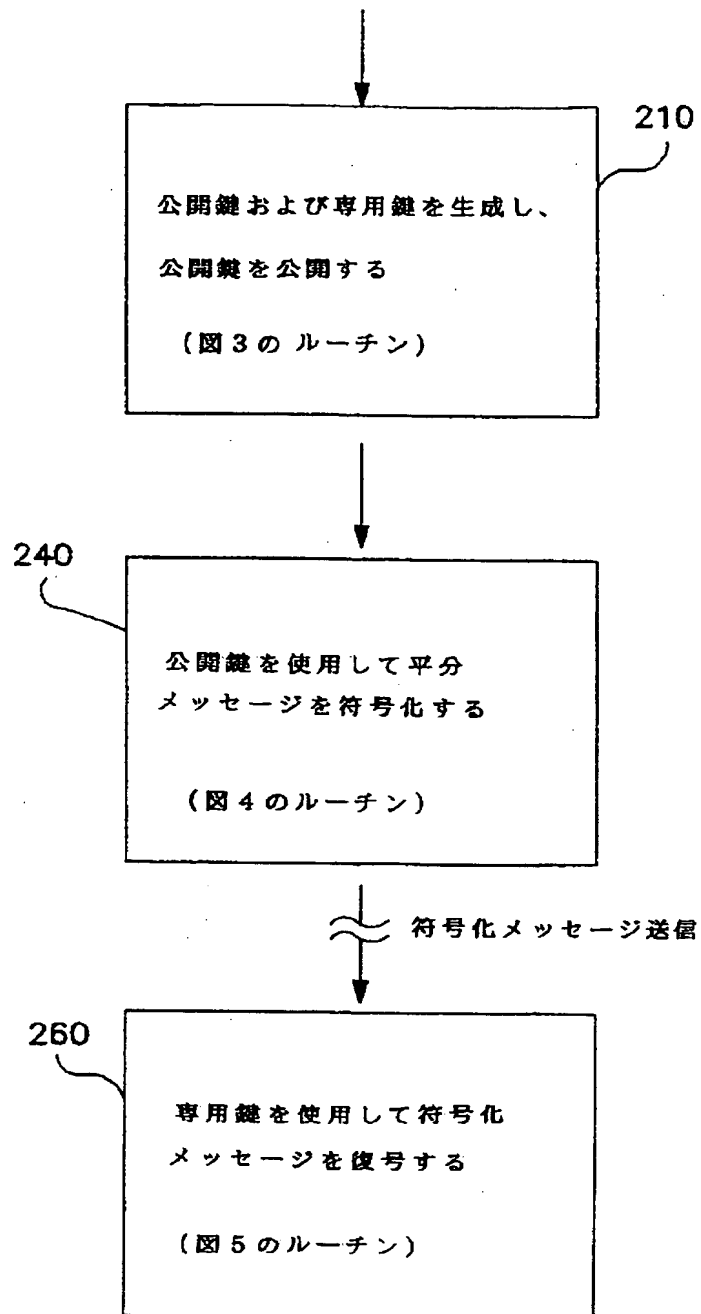 210
公開鍵および専用鍵を生成し、
公開鍵を公開する
(図3のルーチン)
240
公開鍵を使用して平分
メッセージを符号化する
(図4のルーチン)
符号化メッセージ送信
260
専用鍵を使用して符号化
メッセージを復号する
(図5のルーチン)